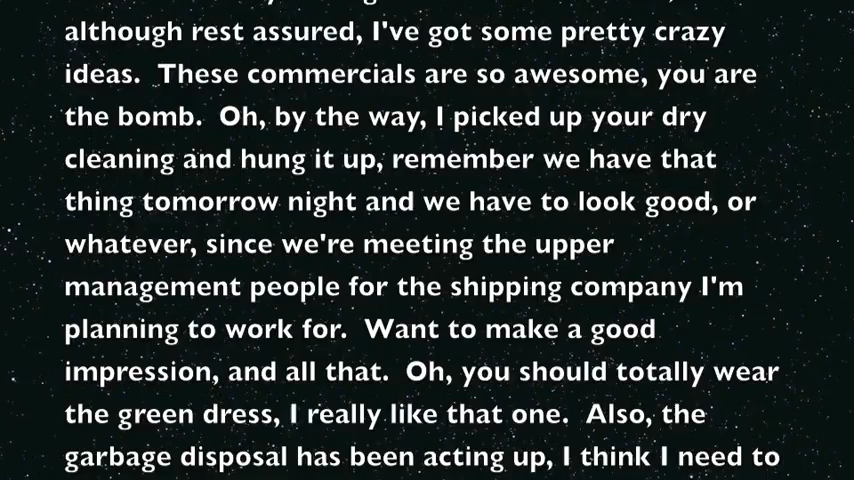 although rest assured, I've got some pretty crazy
ideas.  These commercials are so awesome, you are
the bomb.  Oh, by the way, I picked up your dry
cleaning and hung it up, remember we have that
thing tomorrow night and we have to look good, or
whatever, since we're meeting the upper
management people for the shipping company I'm
planning to work for.  Want to make a good
impression, and all that.  Oh, you should totally wear
the green dress, I really like that one.  Also, the
garbage disposal has been acting up, I think I need to